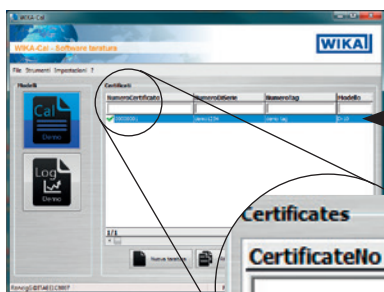 WIKA-Cal
WIKA-Cal - Software taratura
WIKA
File Strumenti Impostazioni ?
Modelli
Certificati
Cal
Demo
Log
Demo
NumeroCertificato NumeroDiSerie NumeroTag Modello
1/1
Nuova taratura
Certificates
CertificateNo